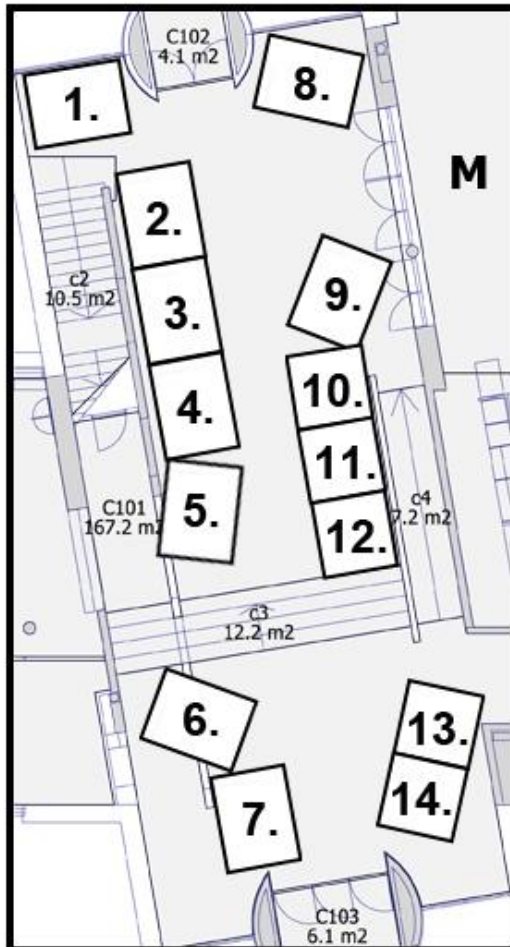 C102
4.1 m2
1.
8.
M
2.
c2
10.5 m2
9.
3.
10.
4.
11.
c4
7.2 m2
C101
167.2 m2
5.
12.
c3
12.2 m2
6.
13.
7.
14.
C103
6.1 m2